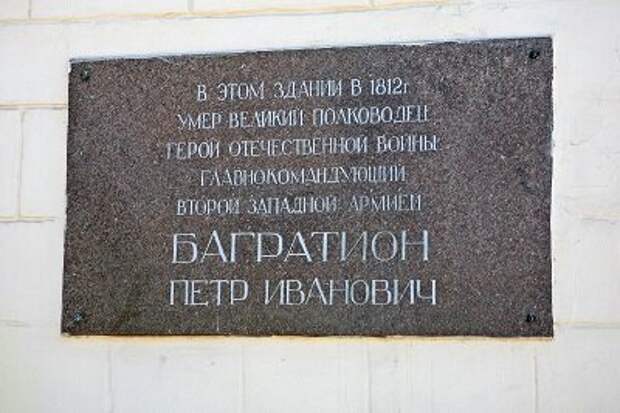 В ЭТОМ ЗДАНИИ В 1812г
УМЕР ВЕЛИКИЙ ПОЛКОВОДЕЦ
ГЕРОЙ ОТЕЧЕСТВЕННОЙ ВОЙНЫ
ГЛАВНОКОМАНДУЮЩИЙ
ВТОРОЙ ЗАПАДНОЙ АРМИЕЙ
БАГРАТИОН
ПЕТР ИВАНОВИЧ